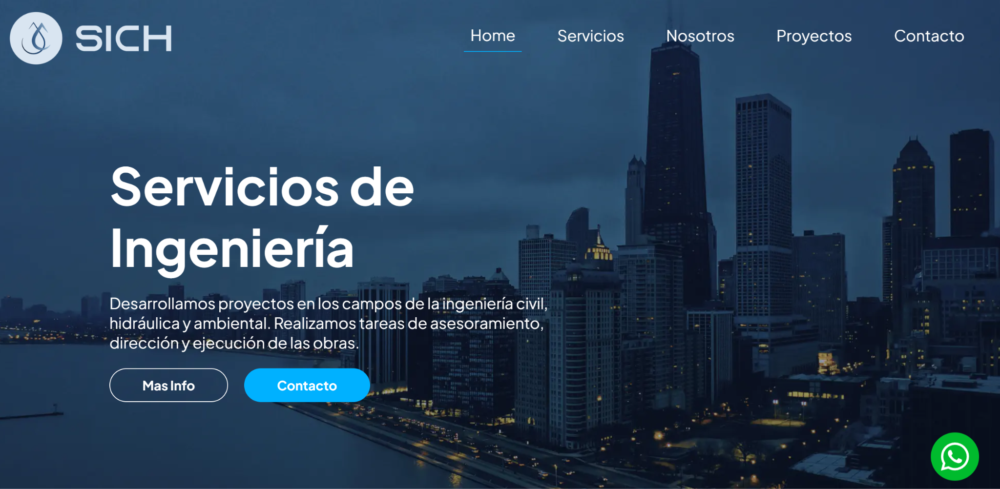 SICH
Home
Servicios
Nosotros
Proyectos
Contacto
Servicios de
Ingeniería
Desarrollamos proyectos en los campos de la ingeniería civil,
hidráulica y ambiental. Realizamos tareas de asesoramiento,
dirección y ejecución de las obras.
Mas Info
Contacto